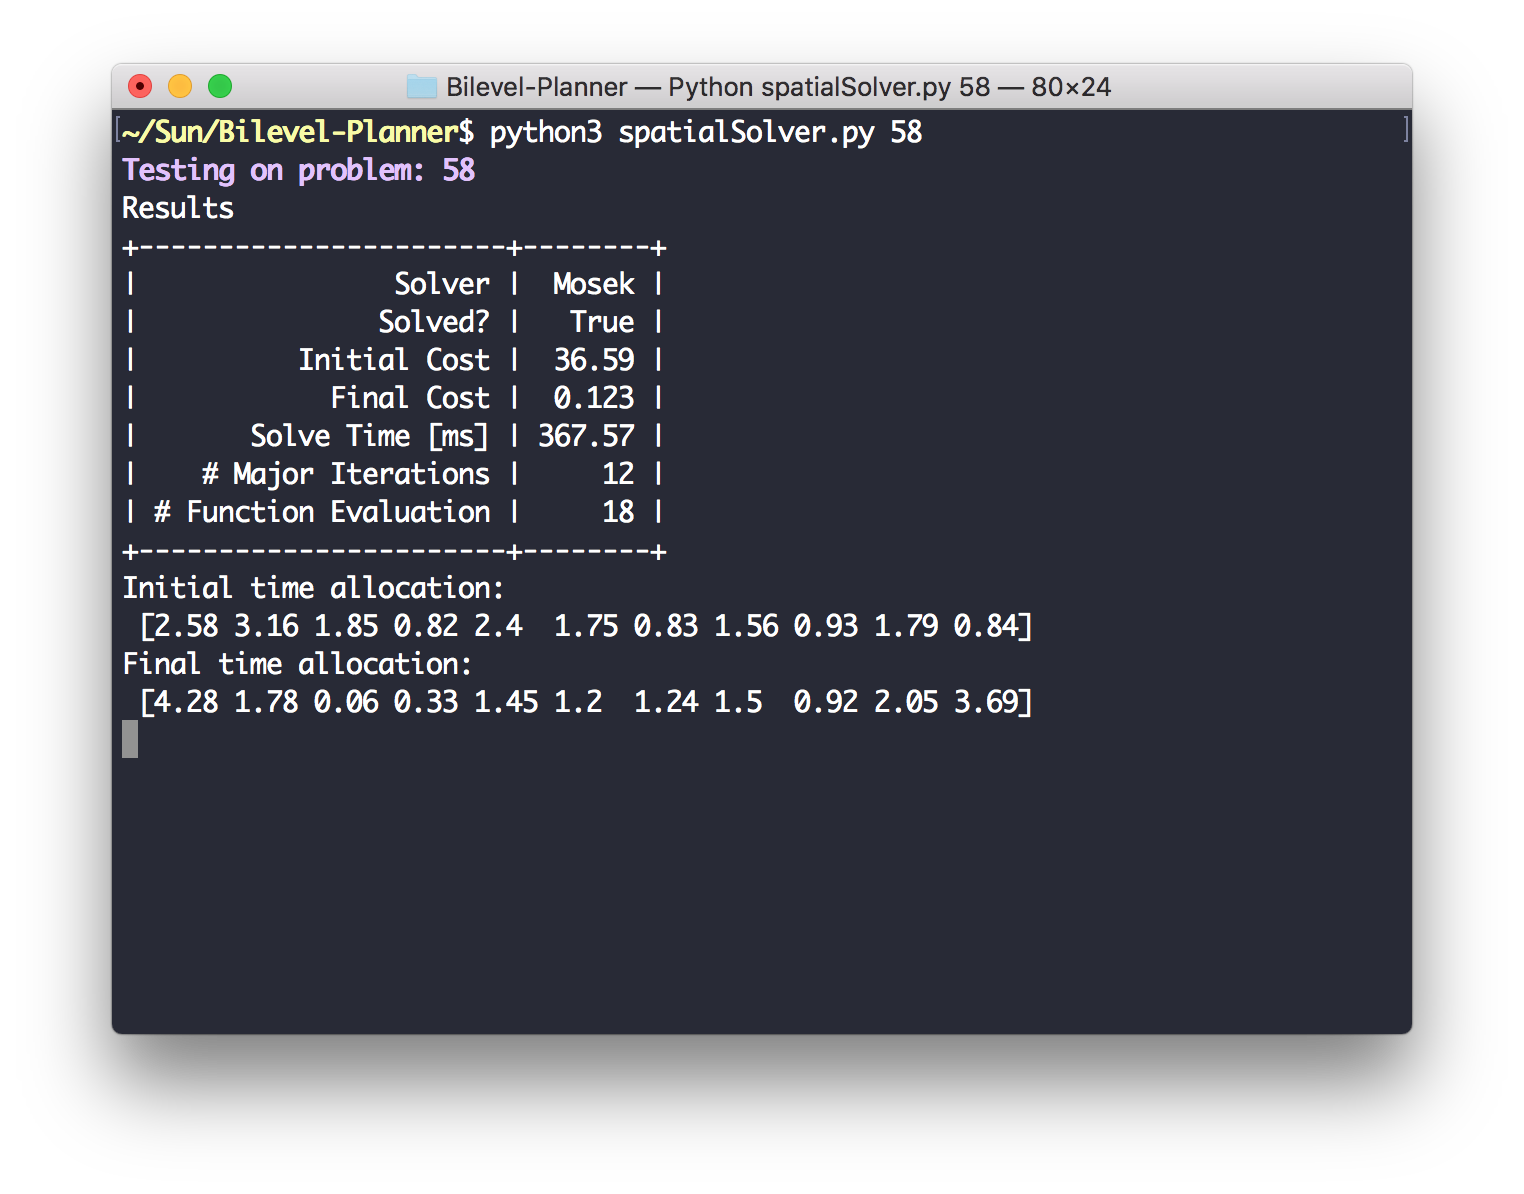 Bilevel-Planner — Python spatialSolver.py 58 — 80×24
[~/Sun/Bilevel-Planner$ python3 spatialSolver.py 58 ]
Testing on problem: 58
Results
+-----------------------+--------+
|                Solver |  Mosek |
|               Solved? |   True |
|          Initial Cost |  36.59 |
|            Final Cost |  0.123 |
|       Solve Time [ms] | 367.57 |
|    # Major Iterations |     12 |
| # Function Evaluation |     18 |
+-----------------------+--------+
Initial time allocation:
 [2.58 3.16 1.85 0.82 2.4  1.75 0.83 1.56 0.93 1.79 0.84]
Final time allocation:
 [4.28 1.78 0.06 0.33 1.45 1.2  1.24 1.5  0.92 2.05 3.69]